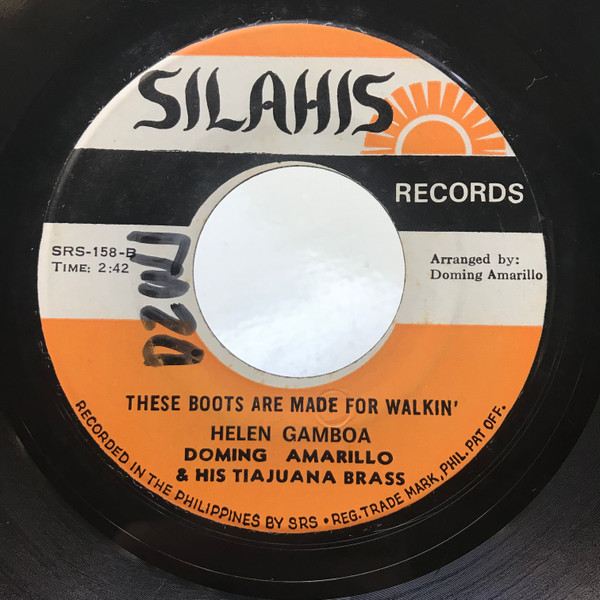 SILAHIS
RECORDS
SRS-158-B
TIME: 2:42
Arranged by:
Doming Amarillo
THESE BOOTS ARE MADE FOR WALKIN'
HELEN GAMBOA
DOMING AMARILLO
& HIS TIAJUANA BRASS
RECORDED IN THE PHILIPPINES BY SRS • REG. TRADE MARK, PHIL. PAT OFF.